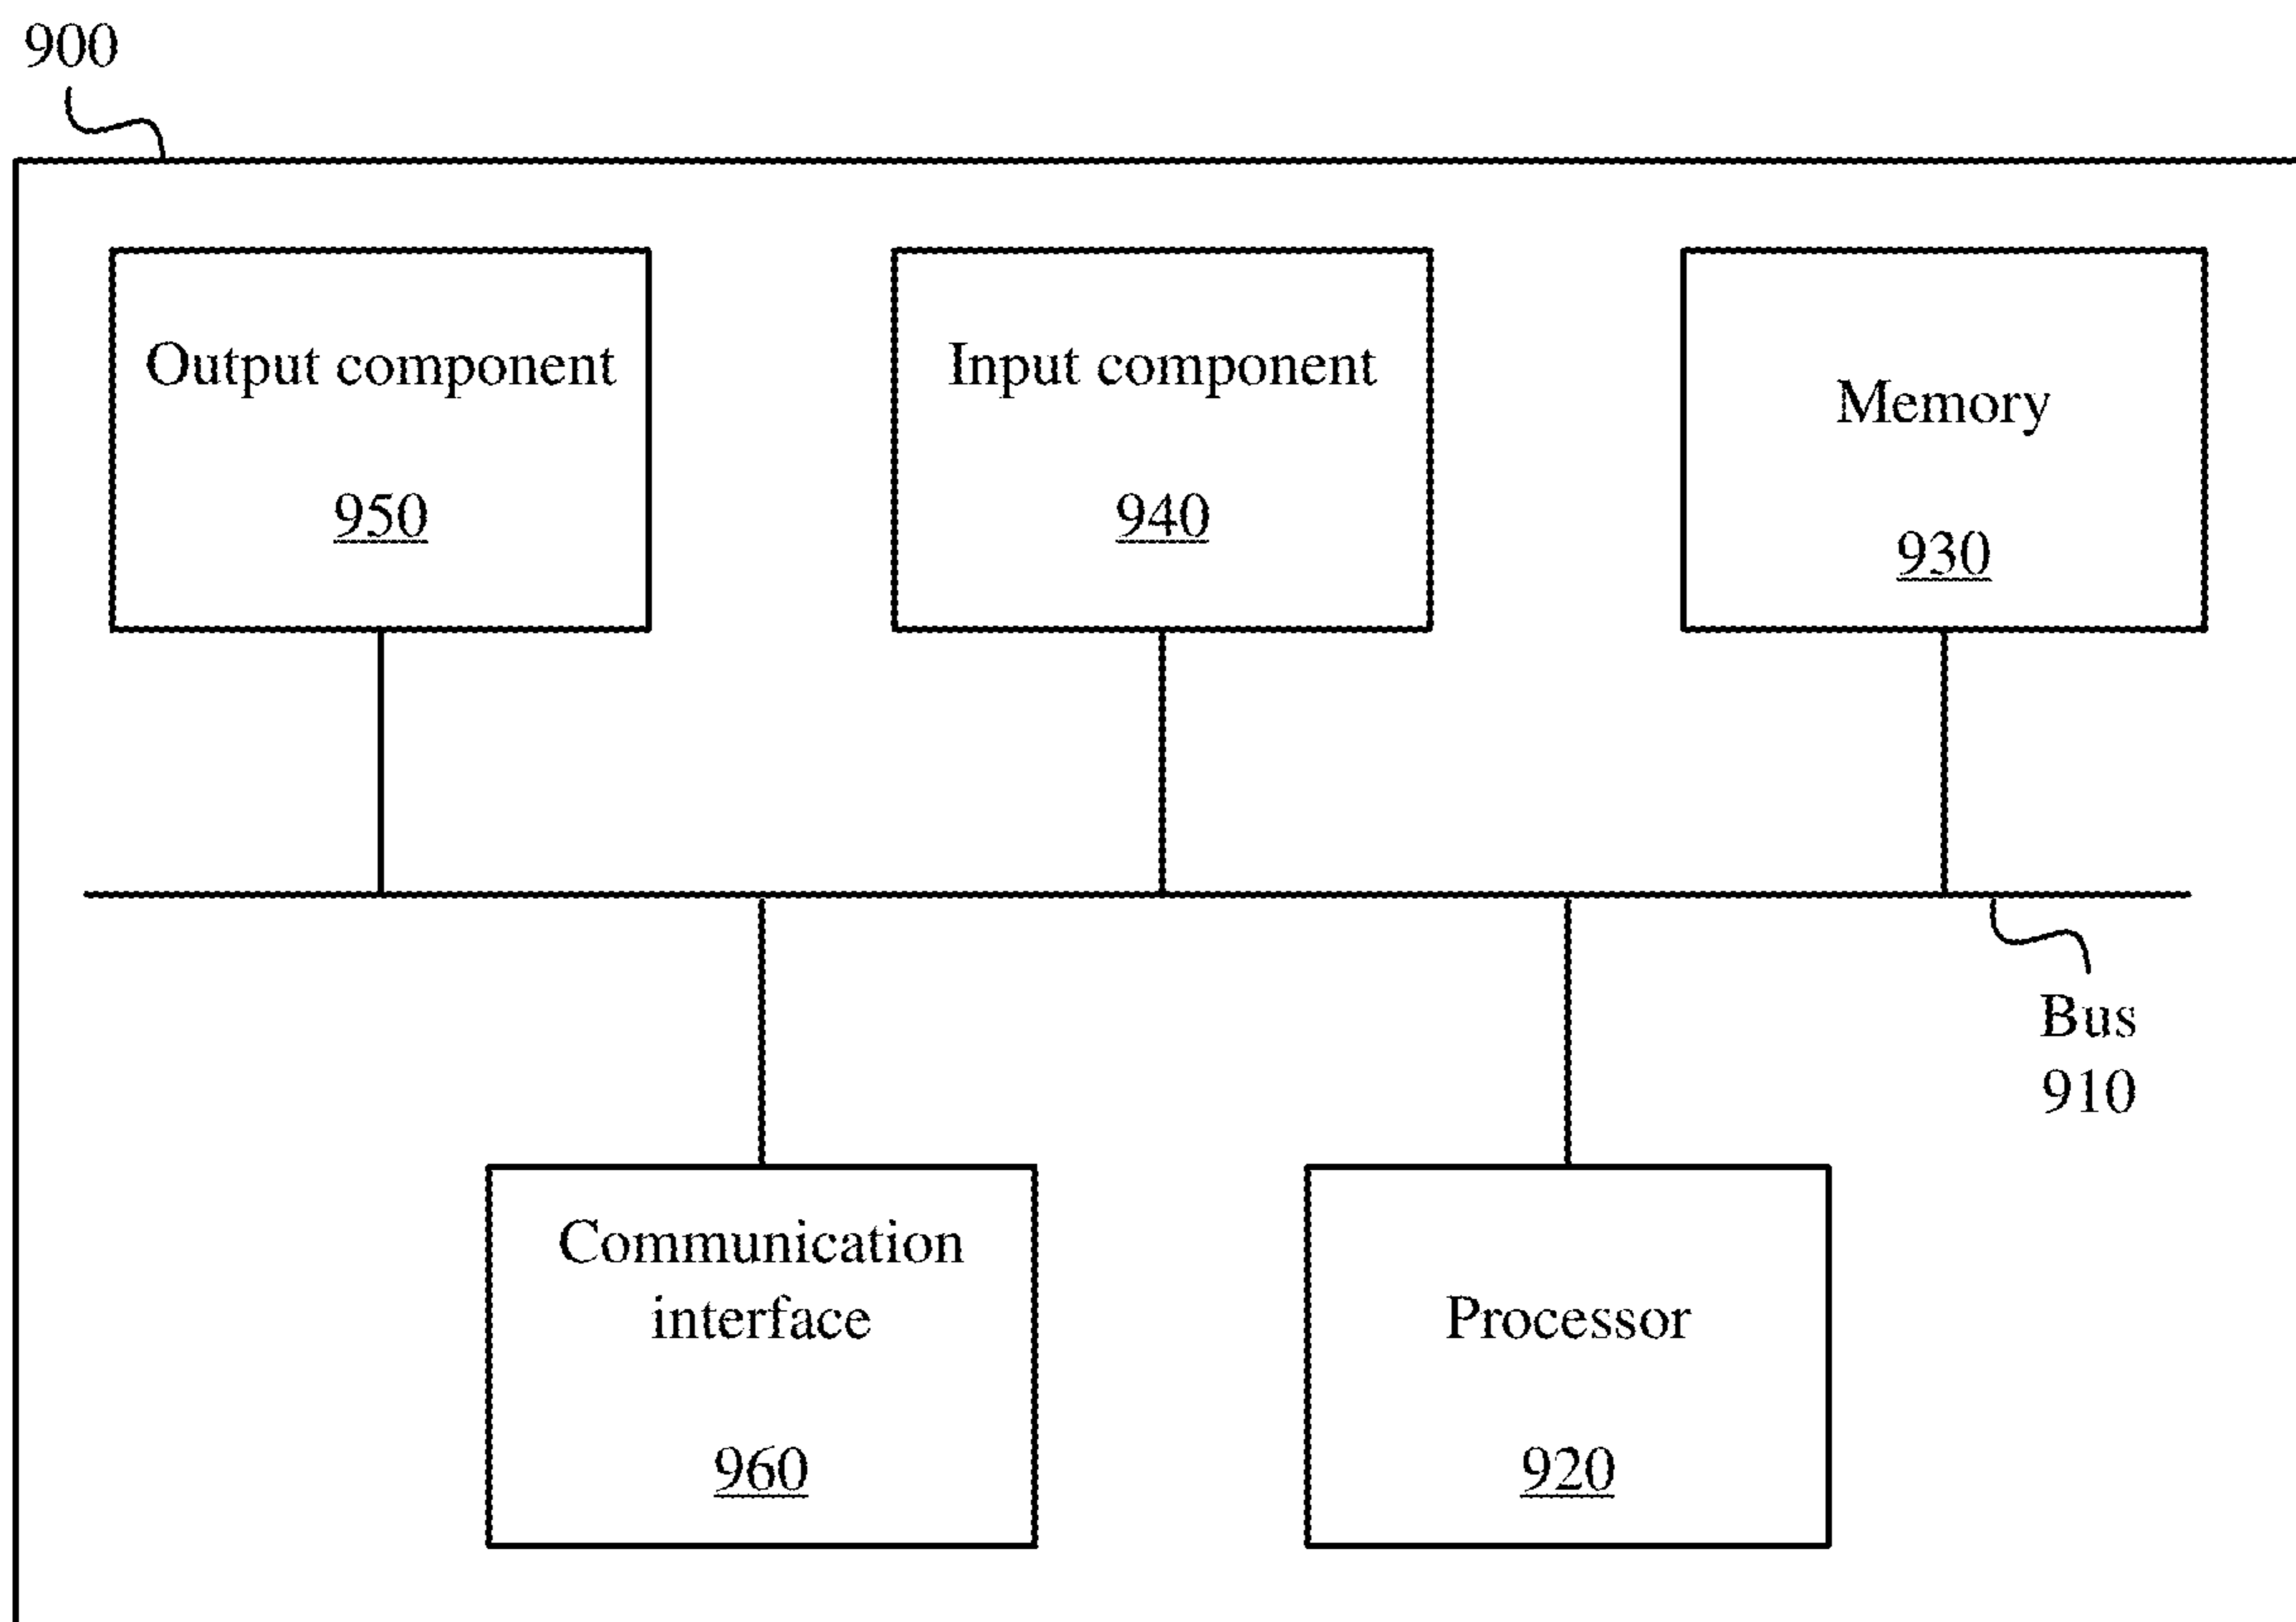 900
Output component
950
Input component
940
Memory
930
Bus
910
Communication
interface
960
Processor
920